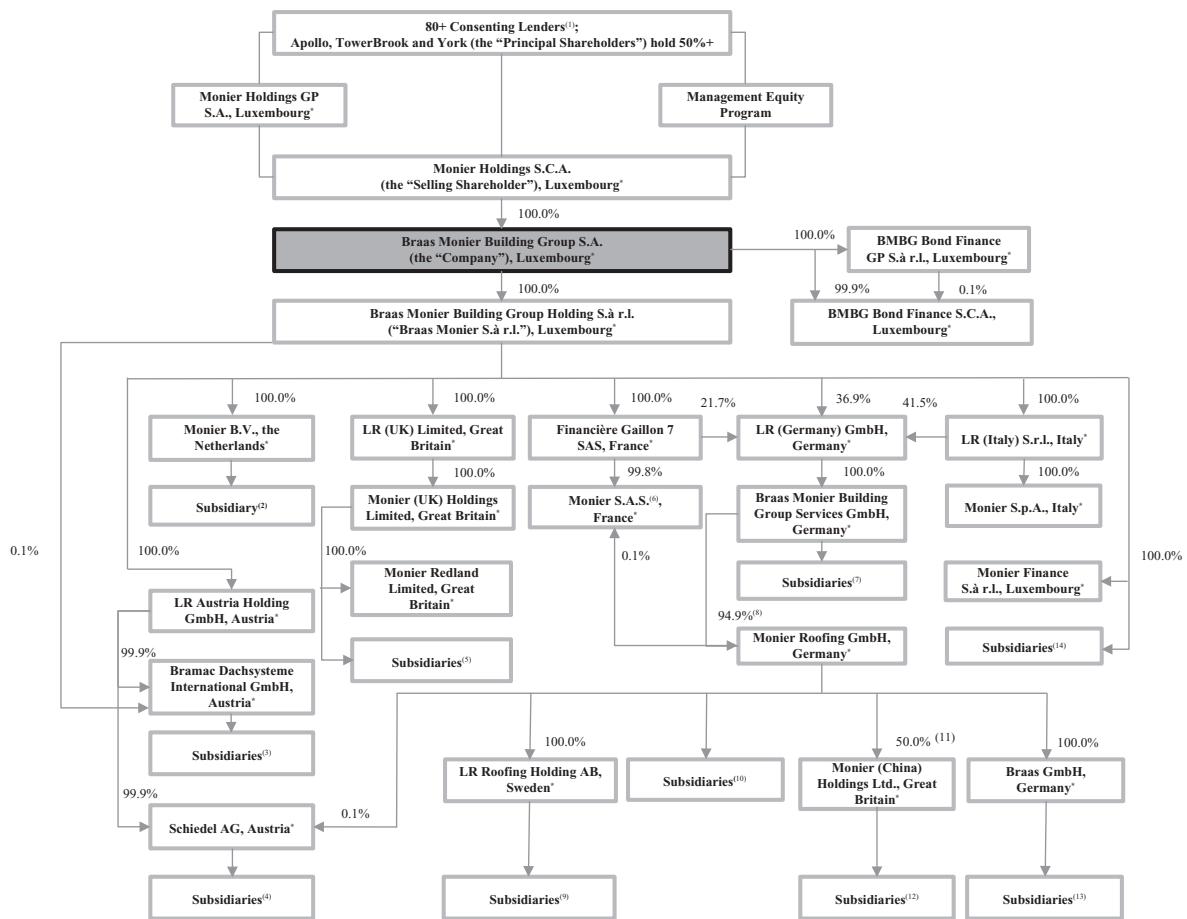 80+ Consenting Lenders(1);
Apollo, TowerBrook and York (the “Principal Shareholders”) hold 50%+
Monier Holdings GP
S.A., Luxembourg*
Management Equity
Program
Monier Holdings S.C.A.
(the “Selling Shareholder”), Luxembourg*
100.0%
Braas Monier Building Group S.A.
(the “Company”), Luxembourg*
100.0%
BMBG Bond Finance
GP S.à r.l., Luxembourg*
100.0%
99.9%
0.1%
Braas Monier Building Group Holding S.à r.l.
(“Braas Monier S.à r.l.”), Luxembourg*
BMBG Bond Finance S.C.A.,
Luxembourg*
100.0%
100.0%
100.0%
21.7%
36.9%
41.5%
100.0%
Monier B.V., the
Netherlands*
LR (UK) Limited, Great
Britain*
Financière Gaillon 7
SAS, France*
LR (Germany) GmbH,
Germany*
LR (Italy) S.r.l., Italy*
100.0%
99.8%
100.0%
100.0%
Subsidiary(2)
Monier (UK) Holdings
Limited, Great Britain*
Monier S.A.S.(6),
France*
Braas Monier Building
Group Services GmbH,
Germany*
Monier S.p.A., Italy*
0.1%
100.0%
100.0%
0.1%
100.0%
Monier Redland
Limited, Great
Britain*
Subsidiaries(7)
Monier Finance
S.à r.l., Luxembourg*
LR Austria Holding
GmbH, Austria*
94.9%(8)
99.9%
Subsidiaries(5)
Monier Roofing GmbH,
Germany*
Subsidiaries(14)
Bramac Dachsysteme
International GmbH,
Austria*
Subsidiaries(3)
100.0%
50.0% (11)
100.0%
LR Roofing Holding AB,
Sweden*
Subsidiaries(10)
Monier (China)
Holdings Ltd., Great
Britain*
Braas GmbH,
Germany*
99.9%
0.1%
Schiedel AG, Austria*
Subsidiaries(4)
Subsidiaries(9)
Subsidiaries(12)
Subsidiaries(13)